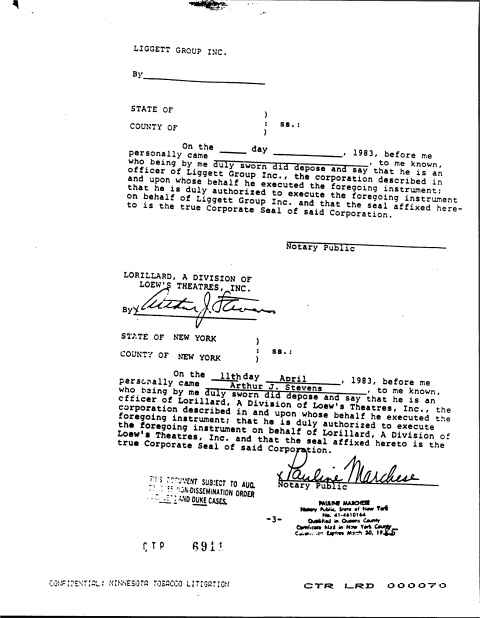 LIGGETT GROUP INC.
By
STATE OF )
: ss.:
COUNTY OF )
On the day , 1983, before me
personally came , to me known,
who being by me duly sworn did depose and say that he is an
officer of Liggett Group Inc., the corporation described in
and upon whose behalf he executed the foregoing instrument;
that he is duly authorized to execute the foregoing instrument
on behalf of Liggett Group Inc. and that the seal affixed here-
to is the true Corporate Seal of said Corporation.
Notary Public
LORILLARD, A DIVISION OF
LOEW'S THEATRES, INC.
By x Arthur J. Stevens
STATE OF NEW YORK )
: ss.:
COUNTY OF NEW YORK )
On the 11th day April , 1983, before me
personally came Arthur J. Stevens , to me known,
who being by me duly sworn did depose and say that he is an
officer of Lorillard, A Division of Loew's Theatres, Inc., the
corporation described in and upon whose behalf he executed the
foregoing instrument; that he is duly authorized to execute
the foregoing instrument on behalf of Lorillard, A Division of
Loew's Theatres, Inc. and that the seal affixed hereto is the
true Corporate Seal of said Corporation.
x Pauline Marchese
Notary Public
DOCUMENT SUBJECT TO AUG.
NON-DISSEMINATION ORDER
AND DUKE CASES.
PAULINE MARCHESE
Notary Public, State of New York
No. 41-4610164
Qualified in Queens County
Certificate filed in New York County
Commission Expires March 30, 19
-3-
CTP 6911
CONFIDENTIAL: MINNESOTA TOBACCO LITIGATION
CTR LRD 000070